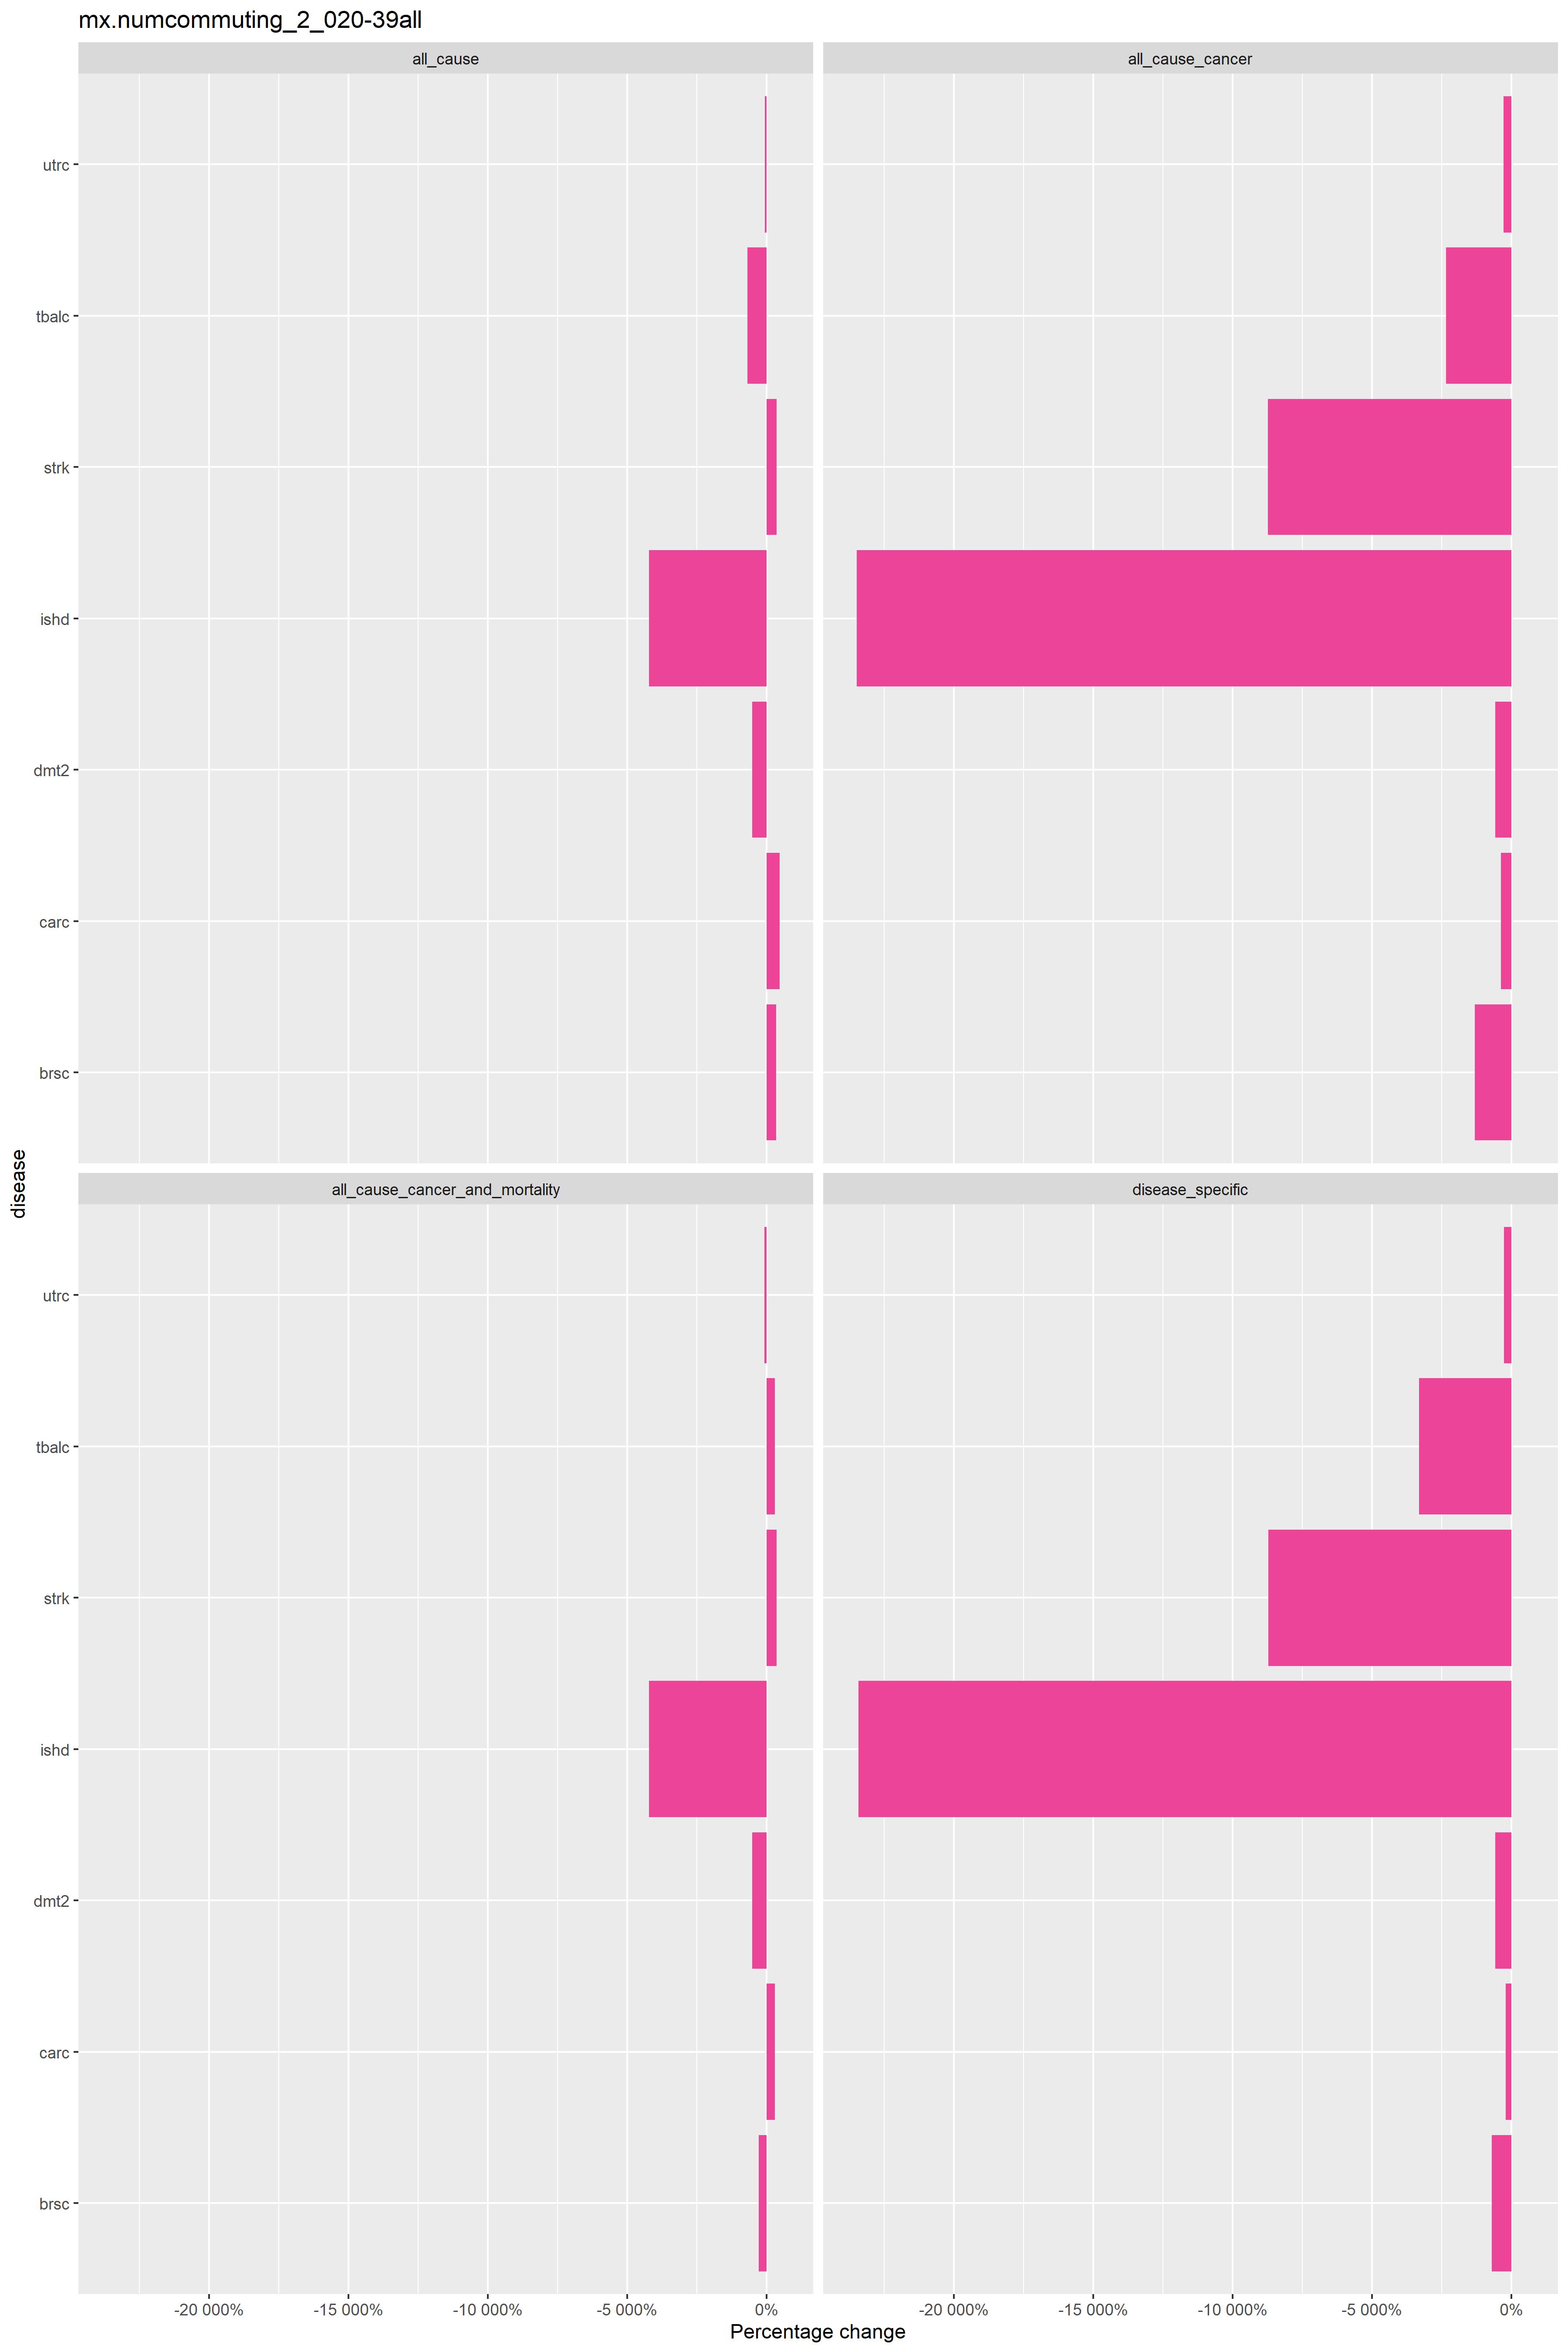 mx.numcommuting_2_020-39all
all_cause
all_cause_cancer
utrc
tbalc
strk
ishd
dmt2
carc
brsc
disease
all_cause_cancer_and_mortality
disease_specific
utrc
tbalc
strk
ishd
dmt2
carc
brsc
-20 000% -15 000% -10 000% -5 000% 0%
-20 000% -15 000% -10 000% -5 000% 0%
Percentage change